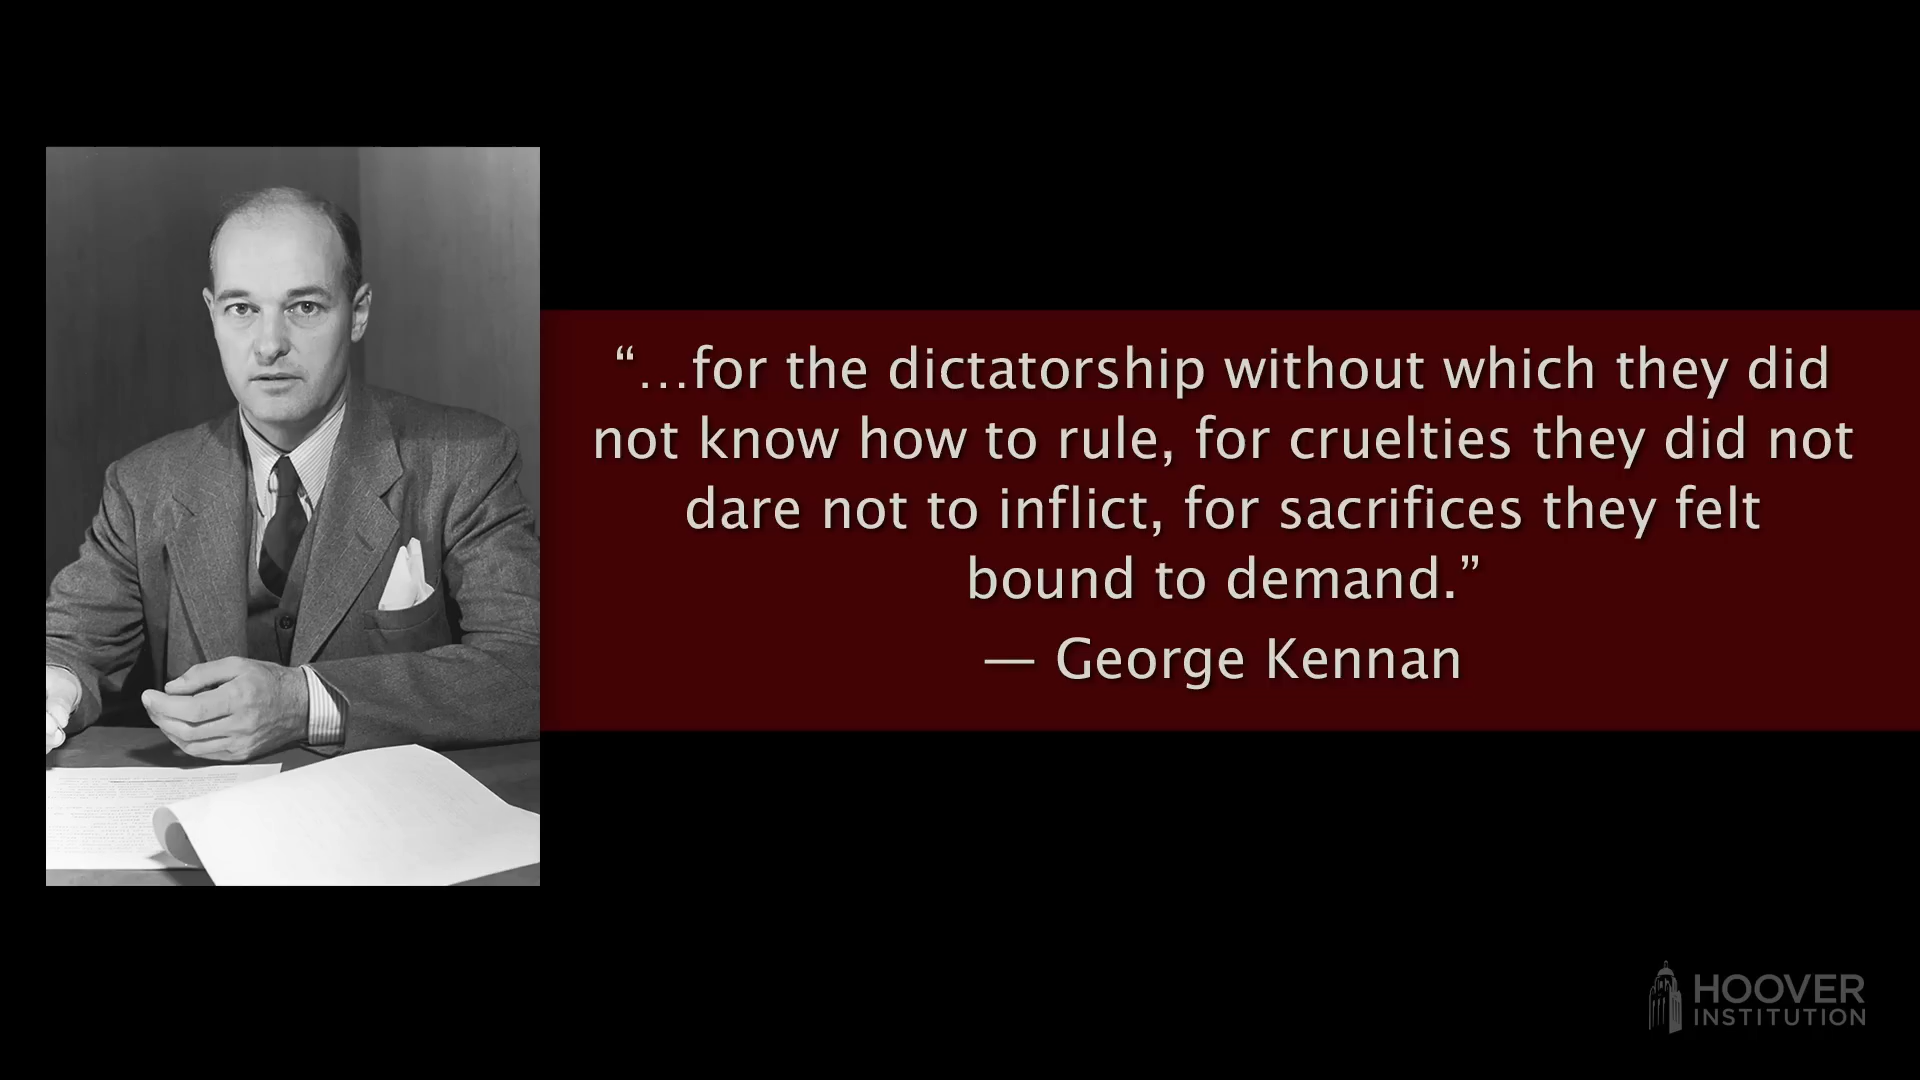 “...for the dictatorship without which they did
not know how to rule, for cruelties they did not
dare not to inflict, for sacrifices they felt
bound to demand.”
— George Kennan
HOOVER
INSTITUTION